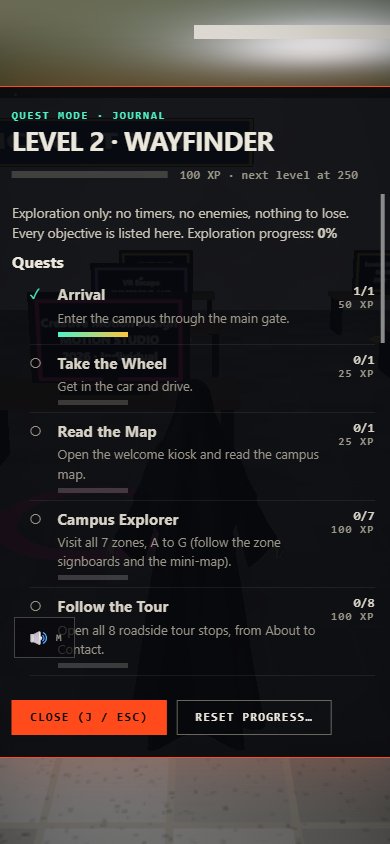 QUEST MODE · JOURNAL
LEVEL 2 · WAYFINDER
100 XP · next level at 250
Exploration only: no timers, no enemies, nothing to lose.
Every objective is listed here. Exploration progress: 0%
Quests
✓ Arrival 1/1
Enter the campus through the main gate. 50 XP
Take the Wheel 0/1
Get in the car and drive. 25 XP
Read the Map 0/1
25 XP
Open the welcome kiosk and read the campus
map.
Campus Explorer 0/7
100 XP
Visit all 7 zones, A to G (follow the zone
signboards and the mini-map).
Follow the Tour 0/8
100 XP
Open all 8 roadside tour stops, from About to
Contact.
M
CLOSE (J / ESC) RESET PROGRESS…